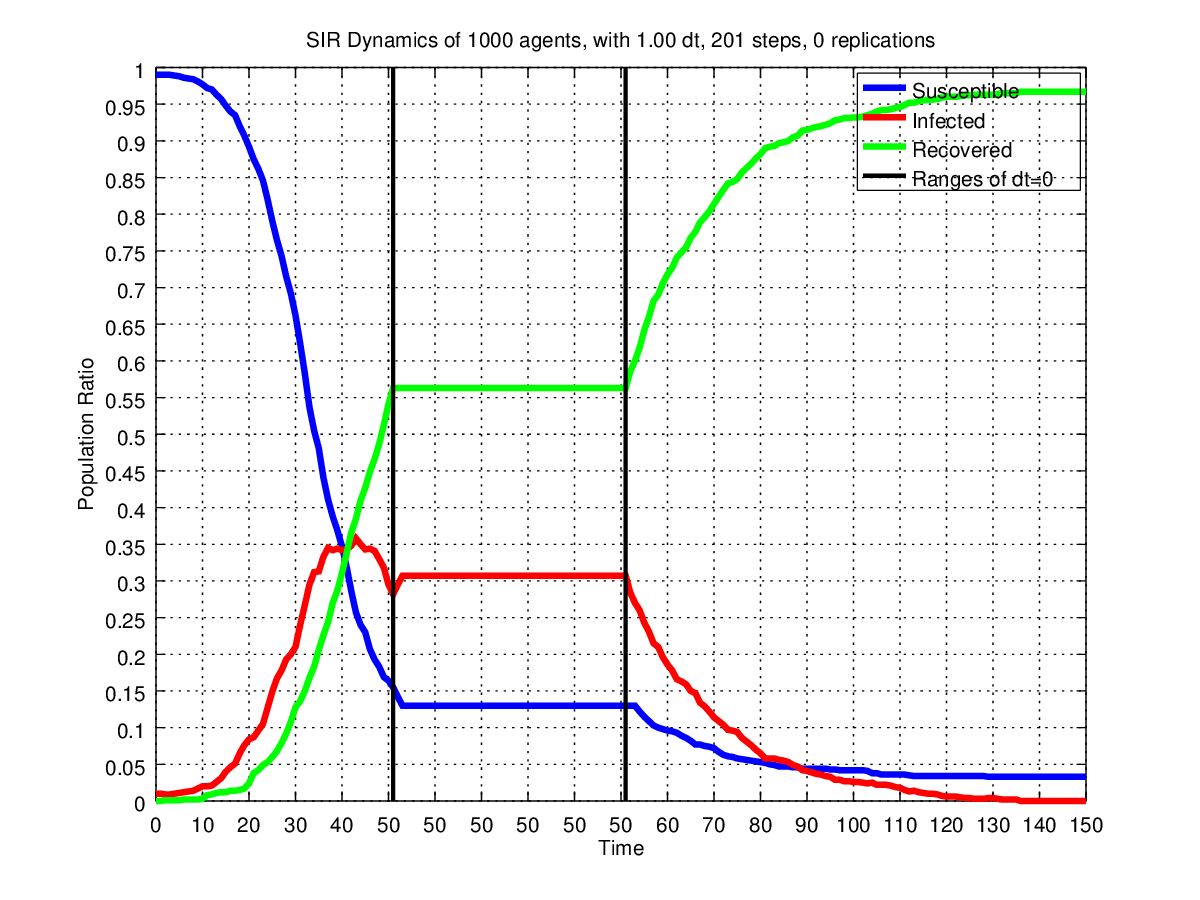 SIR Dynamics of 1000 agents, with 1.00 dt, 201 steps, 0 replications
1
0.95
0.9
0.85
0.8
0.75
0.7
0.65
0.6
0.55
0.5
0.45
0.4
0.35
0.3
0.25
0.2
0.15
0.1
0.05
0
Population Ratio
Susceptible
Infected
Recovered
Ranges of dt=0
0 10 20 30 40 50 50 50 50 50 50 60 70 80 90 100 110 120 130 140 150
Time